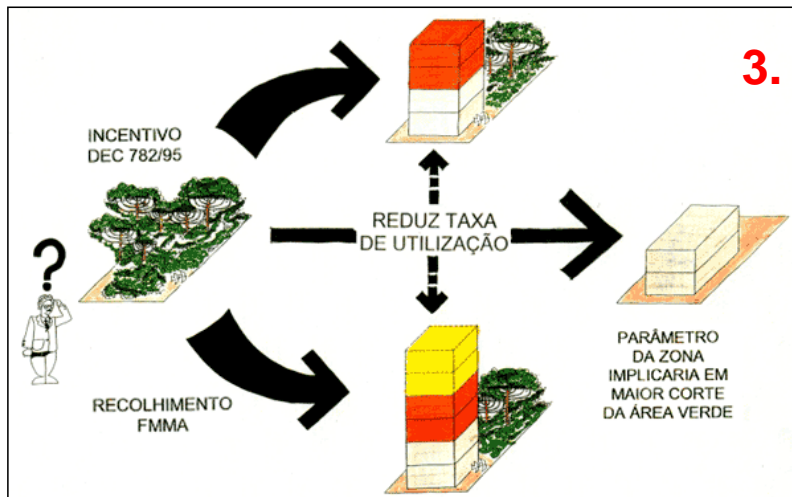 3.
INCENTIVO
DEC 782/95
?
REDUZ TAXA
DE UTILIZAÇÃO
RECOLHIMENTO
FMMA
PARÂMETRO
DA ZONA
IMPLICARIA EM
MAIOR CORTE
DA ÁREA VERDE